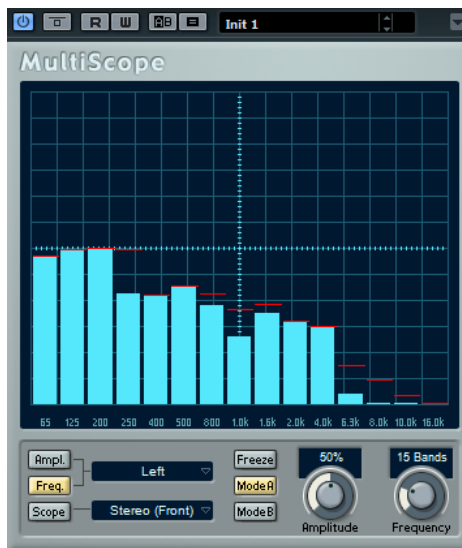 R W AB Init 1
MultiScope
65 125 200 250 400 500 800 1.0k 1.6k 2.0k 4.0k 6.3k 8.0k 10.0k 16.0k
Ampl. Freeze 50% 15 Bands
Left
Freq. Mode A
Scope Stereo (Front) Mode B
Amplitude Frequency